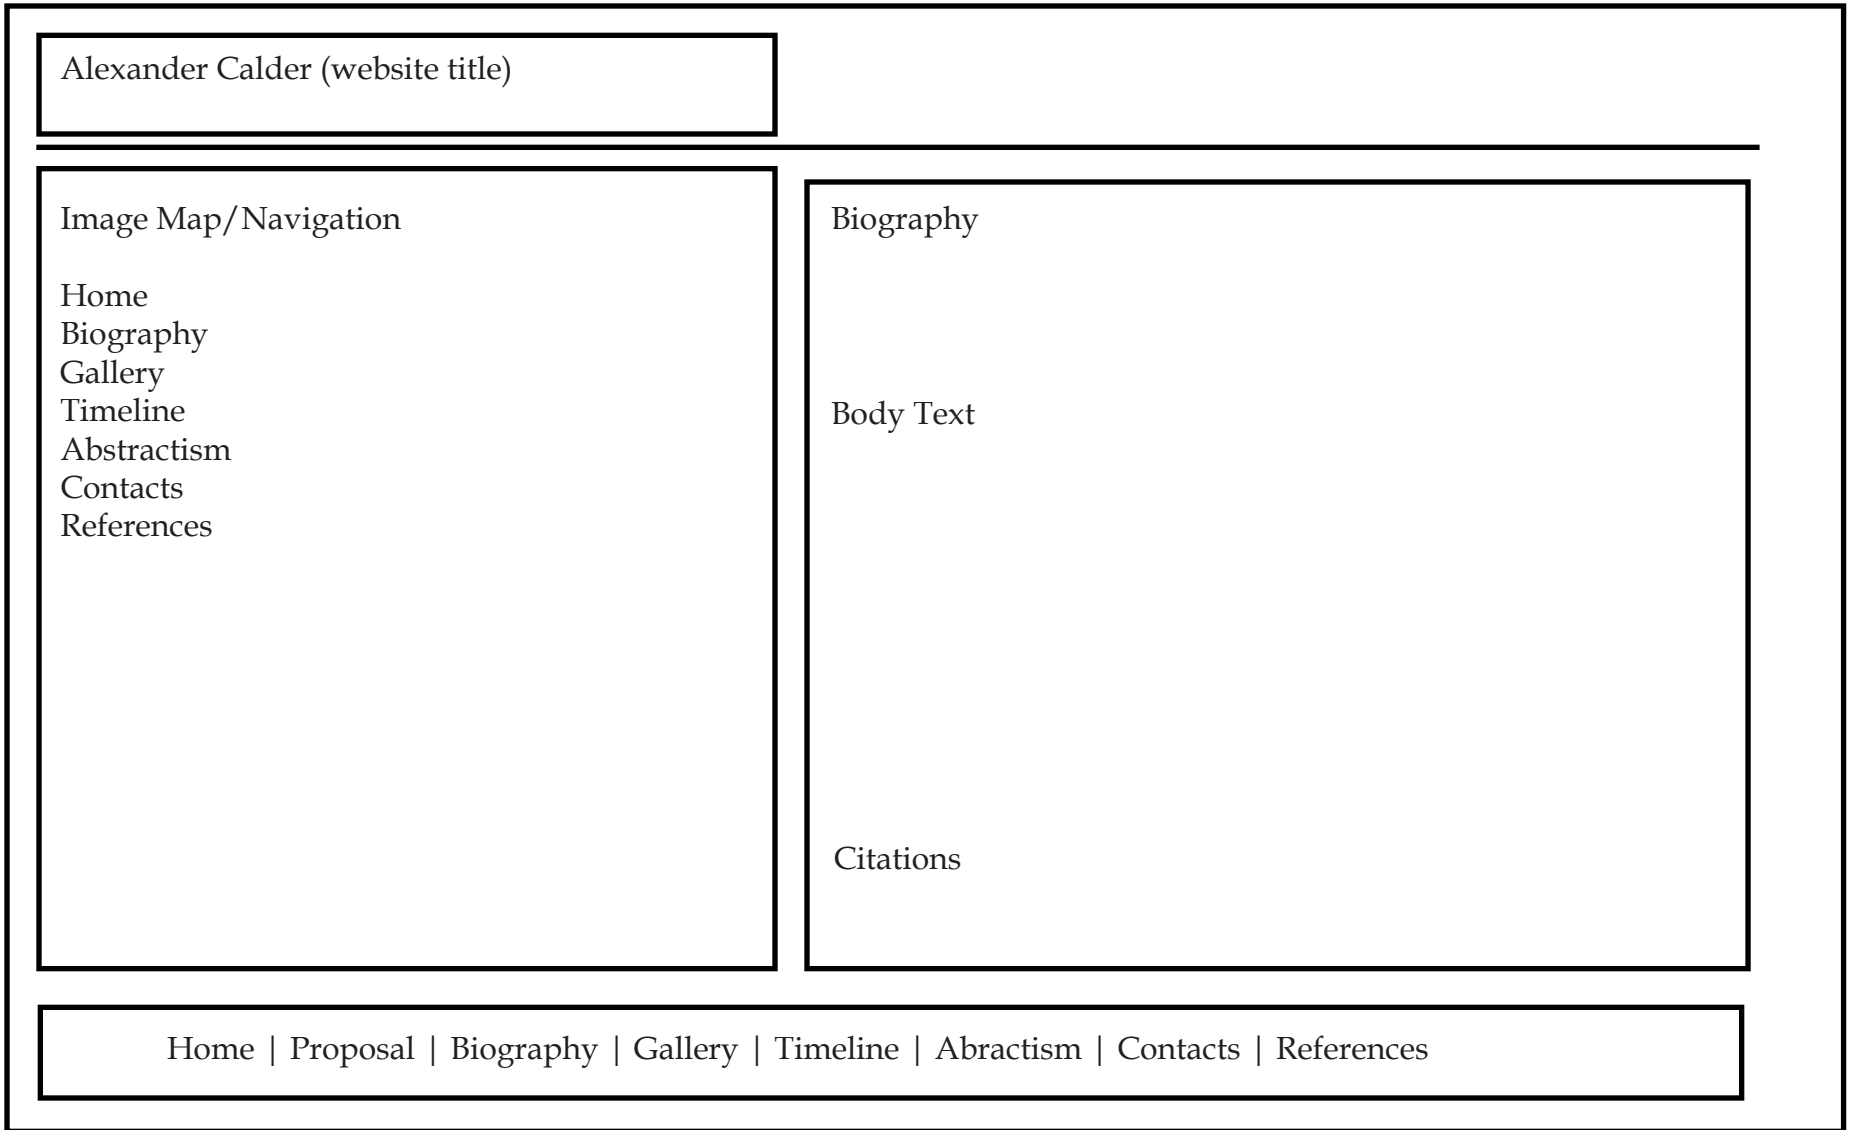 Alexander Calder (website title)
Image Map/Navigation
Home
Biography
Gallery
Timeline
Abstractism
Contacts
References
Biography
Body Text
Citations
Home | Proposal | Biography | Gallery | Timeline | Abractism | Contacts | References